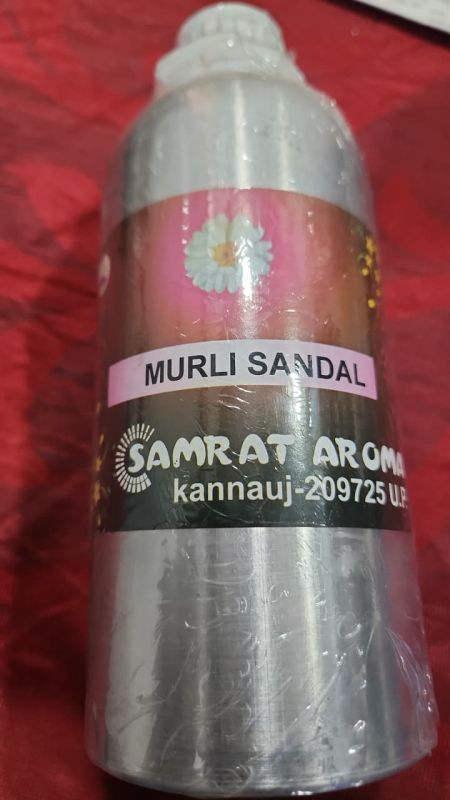 MURLI SANDAL
SAMRAT AROMA
kannauj-209725 U.P.